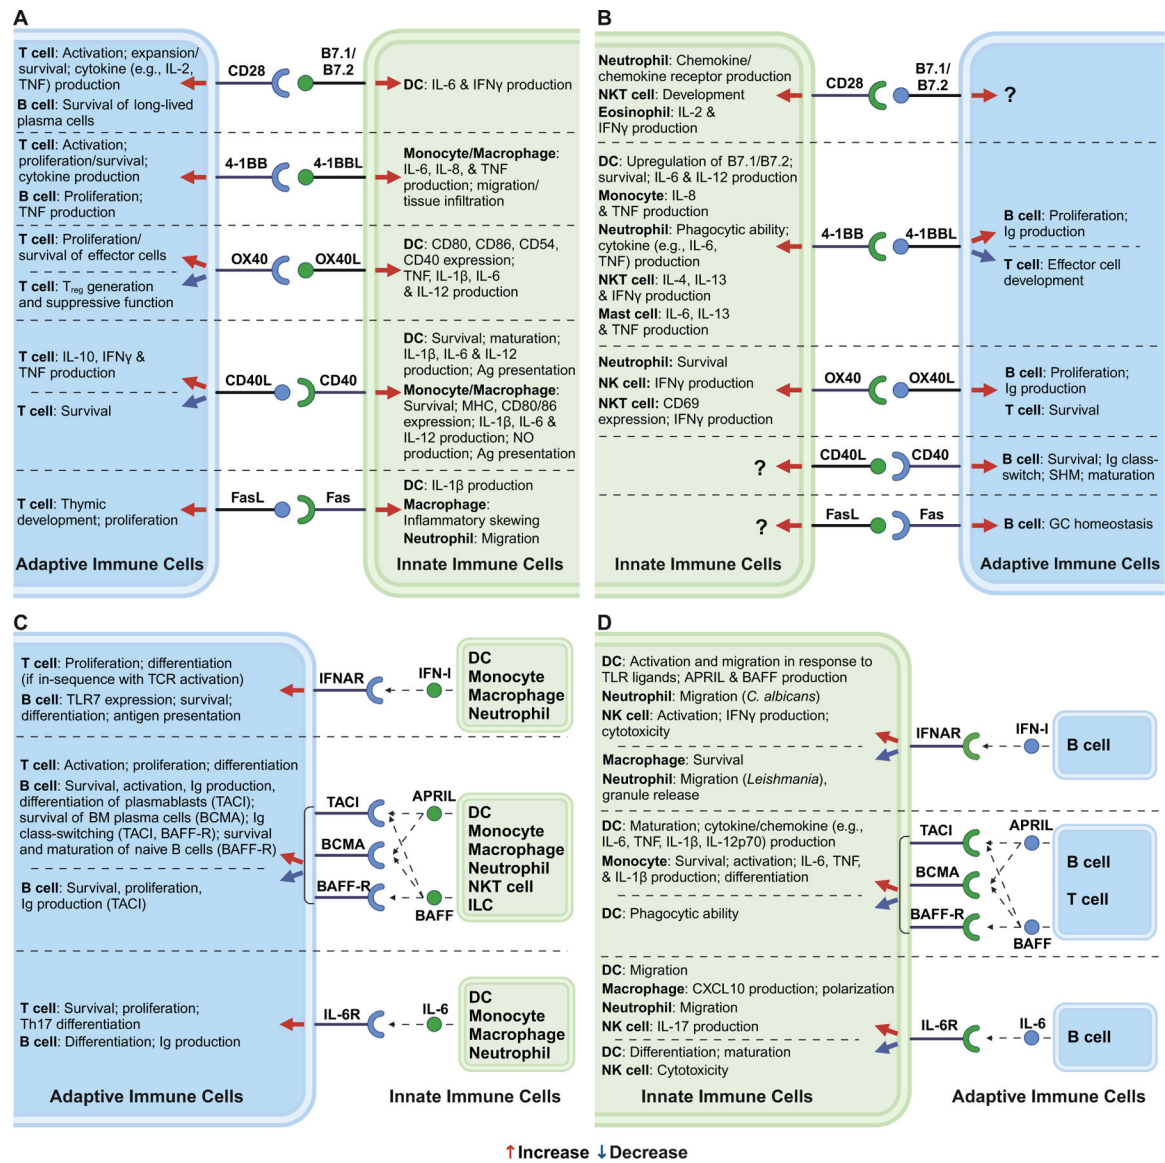 A
T cell: Activation; expansion/
survival; cytokine (e.g., IL-2,
TNF) production
B cell: Survival of long-lived
plasma cells
CD28
B7.1/
B7.2
DC: IL-6 & IFNγ production
T cell: Activation;
proliferation/survival;
cytokine production
B cell: Proliferation;
TNF production
4-1BB
4-1BBL
Monocyte/Macrophage:
IL-6, IL-8, & TNF
production; migration/
tissue infiltration
T cell: Proliferation/
survival of effector cells
T cell: Treg generation
and suppressive function
OX40
OX40L
DC: CD80, CD86, CD54,
CD40 expression;
TNF, IL-1β, IL-6
& IL-12 production
T cell: IL-10, IFNγ &
TNF production
T cell: Survival
CD40L
CD40
DC: Survival; maturation;
IL-1β, IL-6 & IL-12
production; Ag presentation
Monocyte/Macrophage:
Survival; MHC, CD80/86
expression; IL-1β, IL-6 &
IL-12 production; NO
production; Ag presentation
T cell: Thymic
development; proliferation
FasL
Fas
DC: IL-1β production
Macrophage:
Inflammatory skewing
Neutrophil: Migration
Adaptive Immune Cells
Innate Immune Cells
B
Neutrophil: Chemokine/
chemokine receptor production
NKT cell: Development
Eosinophil: IL-2 &
IFNγ production
CD28
B7.1/
B7.2
?
DC: Upregulation of B7.1/B7.2;
survival; IL-6 & IL-12 production
Monocyte: IL-8
& TNF production
Neutrophil: Phagocytic ability;
cytokine (e.g., IL-6,
TNF) production
NKT cell: IL-4, IL-13
& IFNγ production
Mast cell: IL-6, IL-13
& TNF production
4-1BB
4-1BBL
B cell: Proliferation;
Ig production
T cell: Effector cell
development
Neutrophil: Survival
NK cell: IFNγ production
NKT cell: CD69
expression; IFNγ production
OX40
OX40L
B cell: Proliferation;
Ig production
T cell: Survival
?
CD40L
CD40
B cell: Survival; Ig class-
switch; SHM; maturation
?
FasL
Fas
B cell: GC homeostasis
Innate Immune Cells
Adaptive Immune Cells
C
T cell: Proliferation; differentiation
(if in-sequence with TCR activation)
B cell: TLR7 expression; survival;
differentiation; antigen presentation
IFNAR
IFN-I
DC
Monocyte
Macrophage
Neutrophil
T cell: Activation; proliferation; differentiation
B cell: Survival, activation, Ig production,
differentiation of plasmablasts (TACI);
survival of BM plasma cells (BCMA); Ig
class-switching (TACI, BAFF-R); survival
and maturation of naive B cells (BAFF-R)
B cell: Survival, proliferation,
Ig production (TACI)
TACI
BCMA
BAFF-R
APRIL
BAFF
DC
Monocyte
Macrophage
Neutrophil
NKT cell
ILC
T cell: Survival; proliferation;
Th17 differentiation
B cell: Differentiation; Ig production
IL-6R
IL-6
DC
Monocyte
Macrophage
Neutrophil
Adaptive Immune Cells
Innate Immune Cells
D
DC: Activation and migration in response to
TLR ligands; APRIL & BAFF production
Neutrophil: Migration (C. albicans)
NK cell: Activation; IFNγ production;
cytotoxicity
Macrophage: Survival
Neutrophil: Migration (Leishmania),
granule release
IFNAR
IFN-I
B cell
DC: Maturation; cytokine/chemokine (e.g.,
IL-6, TNF, IL-1β, IL-12p70) production
Monocyte: Survival; activation; IL-6, TNF,
& IL-1β production; differentiation
DC: Phagocytic ability
TACI
BCMA
BAFF-R
APRIL
BAFF
B cell
T cell
DC: Migration
Macrophage: CXCL10 production; polarization
Neutrophil: Migration
NK cell: IL-17 production
DC: Differentiation; maturation
NK cell: Cytotoxicity
IL-6R
IL-6
B cell
Innate Immune Cells
Adaptive Immune Cells
↑Increase ↓Decrease